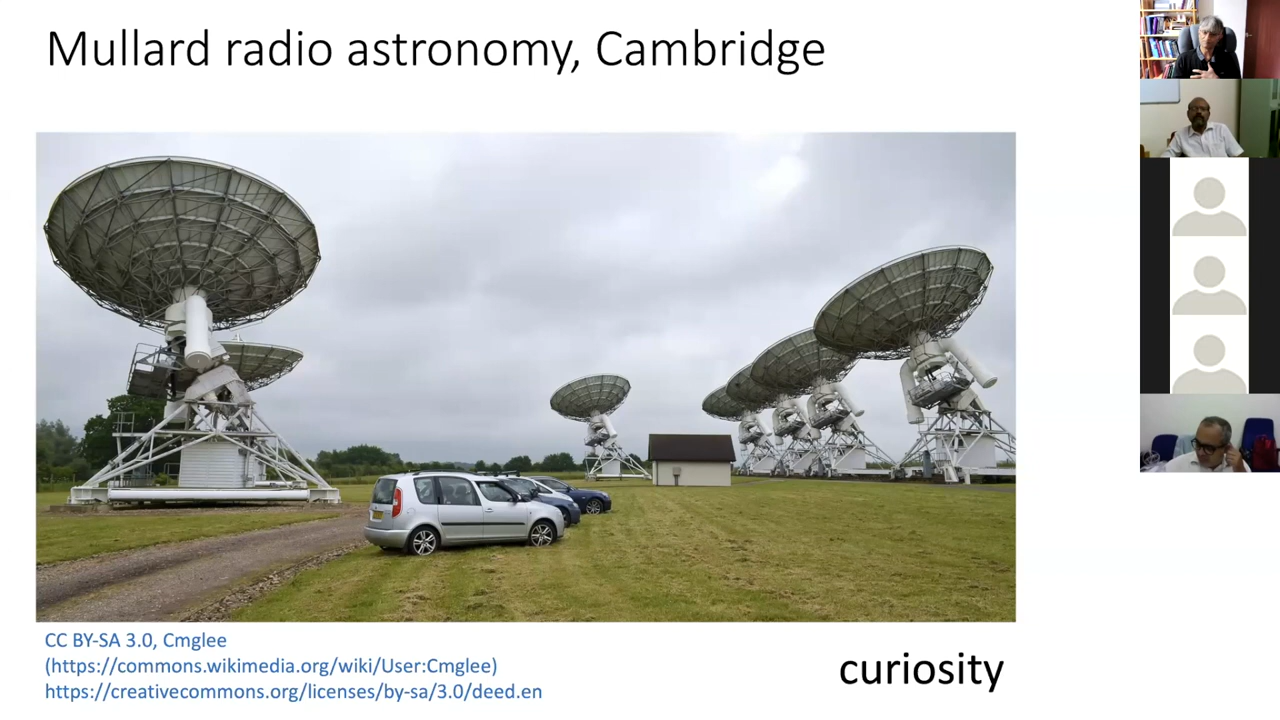 Mullard radio astronomy, Cambridge
CC BY-SA 3.0, Cmglee
(https://commons.wikimedia.org/wiki/User:Cmglee)
https://creativecommons.org/licenses/by-sa/3.0/deed.en
curiosity